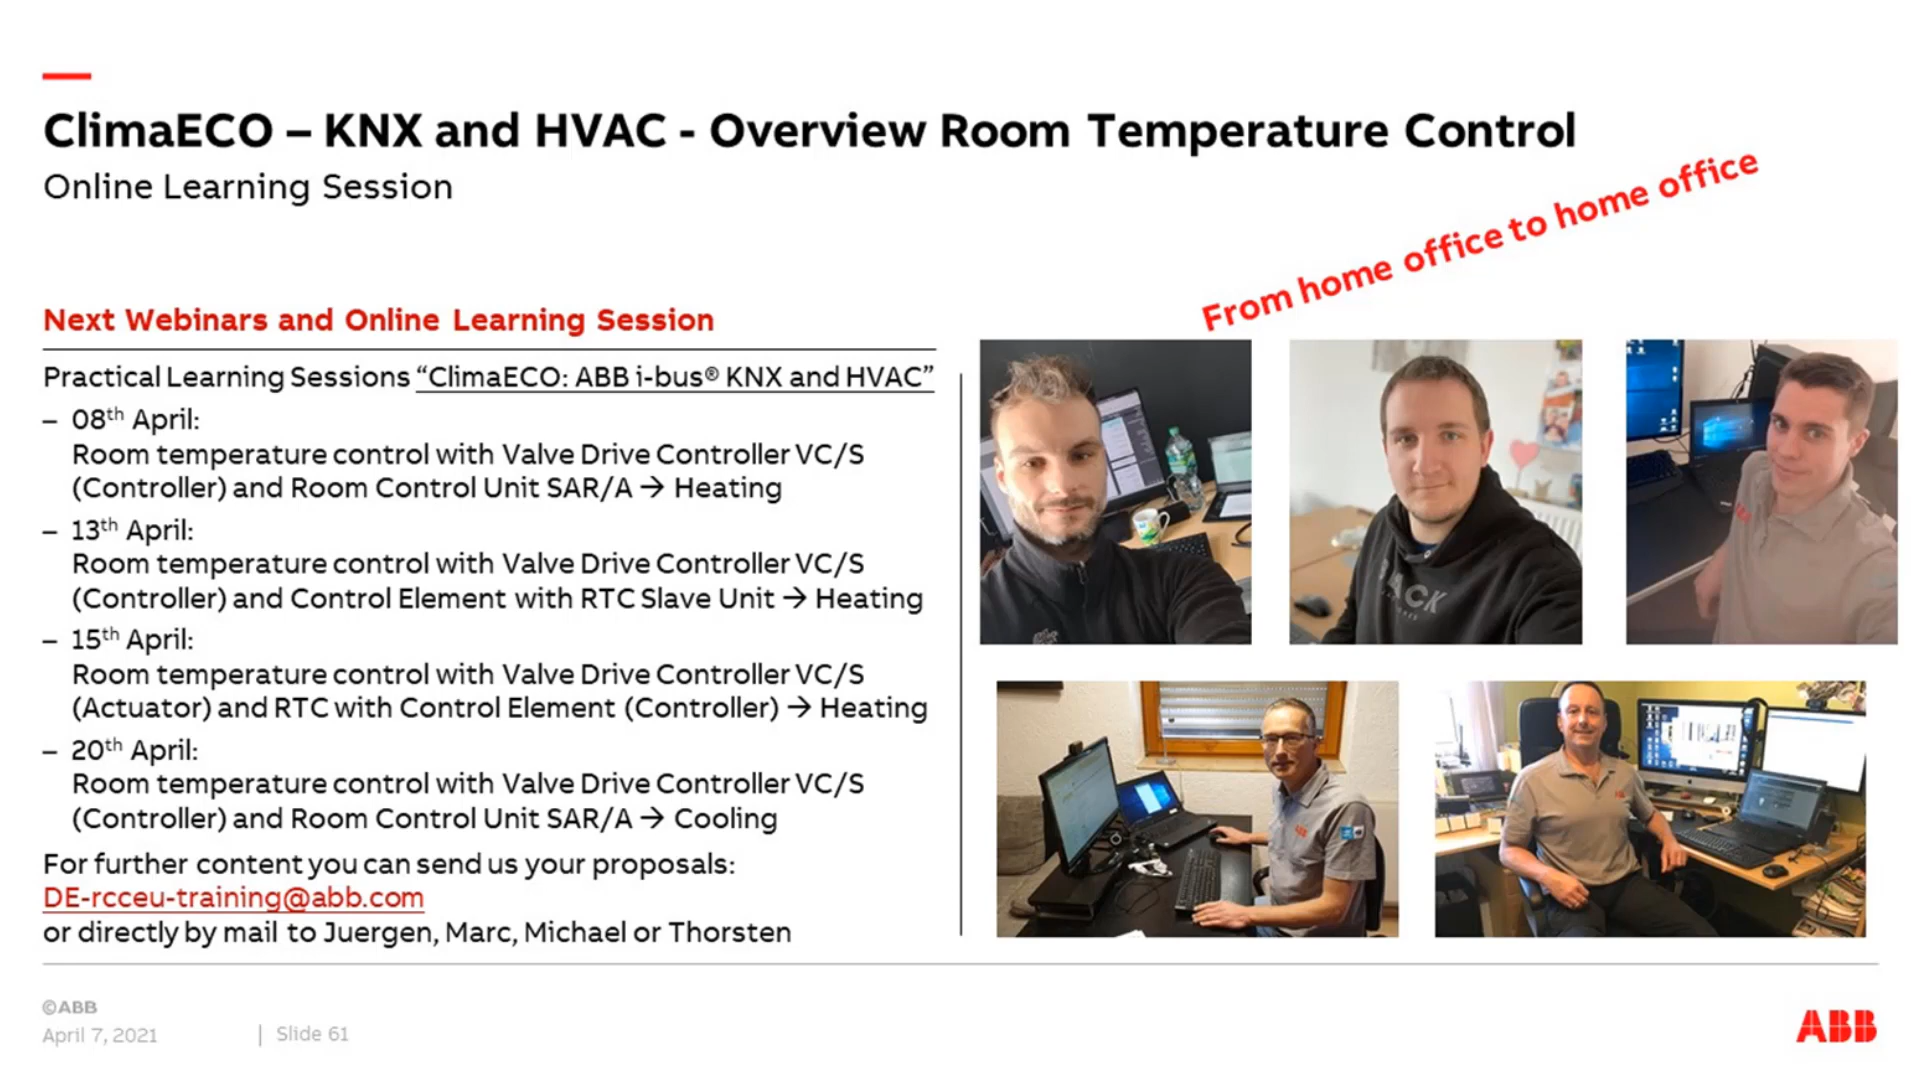 ClimaECO – KNX and HVAC - Overview Room Temperature Control
Online Learning Session
From home office to home office
Next Webinars and Online Learning Session
Practical Learning Sessions “ClimaECO: ABB i-bus® KNX and HVAC”
– 08th April:
Room temperature control with Valve Drive Controller VC/S
(Controller) and Room Control Unit SAR/A → Heating
– 13th April:
Room temperature control with Valve Drive Controller VC/S
(Controller) and Control Element with RTC Slave Unit → Heating
– 15th April:
Room temperature control with Valve Drive Controller VC/S
(Actuator) and RTC with Control Element (Controller) → Heating
– 20th April:
Room temperature control with Valve Drive Controller VC/S
(Controller) and Room Control Unit SAR/A → Cooling
For further content you can send us your proposals:
DE-rcceu-training@abb.com
or directly by mail to Juergen, Marc, Michael or Thorsten
ABB
©ABB
April 7, 2021 | Slide 61
ABB